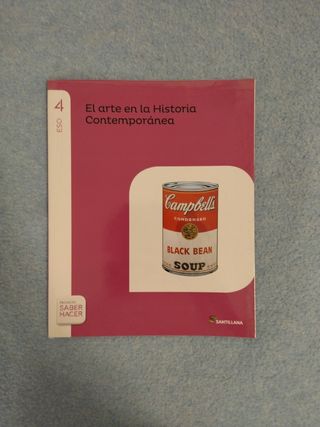 4
ESO
El arte en la Historia
Contemporánea
Campbell's
CONDENSED
BLACK BEAN
SOUP
PROYECTO
SABER
HACER
SANTILLANA